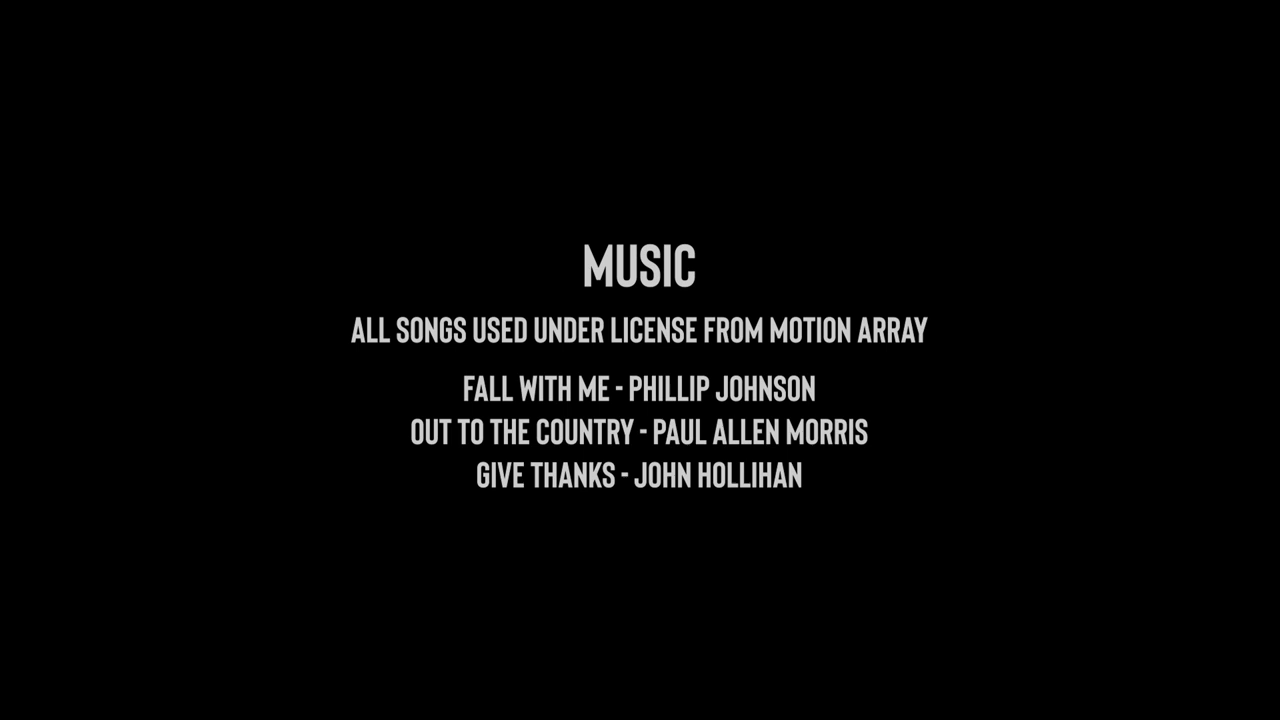 MUSIC
ALL SONGS USED UNDER LICENSE FROM MOTION ARRAY
FALL WITH ME - PHILLIP JOHNSON
OUT TO THE COUNTRY - PAUL ALLEN MORRIS
GIVE THANKS - JOHN HOLLIHAN